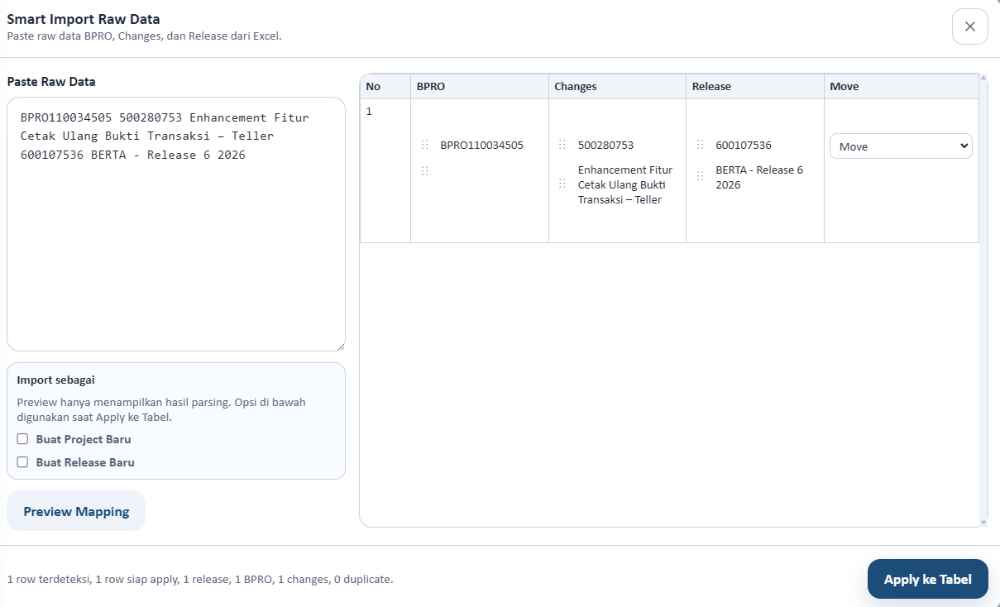 Smart Import Raw Data
Paste raw data BPRO, Changes, dan Release dari Excel.
Paste Raw Data
BPRO110034505 500280753 Enhancement Fitur
Cetak Ulang Bukti Transaksi – Teller
600107536 BERTA - Release 6 2026
Import sebagai
Preview hanya menampilkan hasil parsing. Opsi di bawah
digunakan saat Apply ke Tabel.
Buat Project Baru
Buat Release Baru
Preview Mapping
No BPRO Changes Release Move
1
BPRO110034505 500280753 600107536 Move
Enhancement Fitur
Cetak Ulang Bukti
Transaksi – Teller
BERTA - Release 6
2026
1 row terdeteksi, 1 row siap apply, 1 release, 1 BPRO, 1 changes, 0 duplicate.
Apply ke Tabel